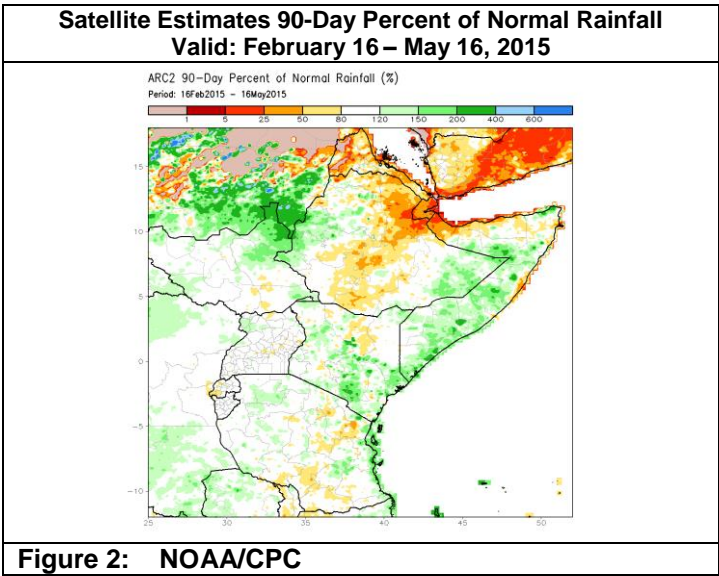 Satellite Estimates 90-Day Percent of Normal Rainfall
Valid: February 16 – May 16, 2015
ARC2 90-Day Percent of Normal Rainfall (%)
Period: 16Feb2015 – 16May2015
1 5 25 50 80 120 150 200 400 600
15
10
5
0
-5
-10
25 30 35 40 45 50
Figure 2: NOAA/CPC